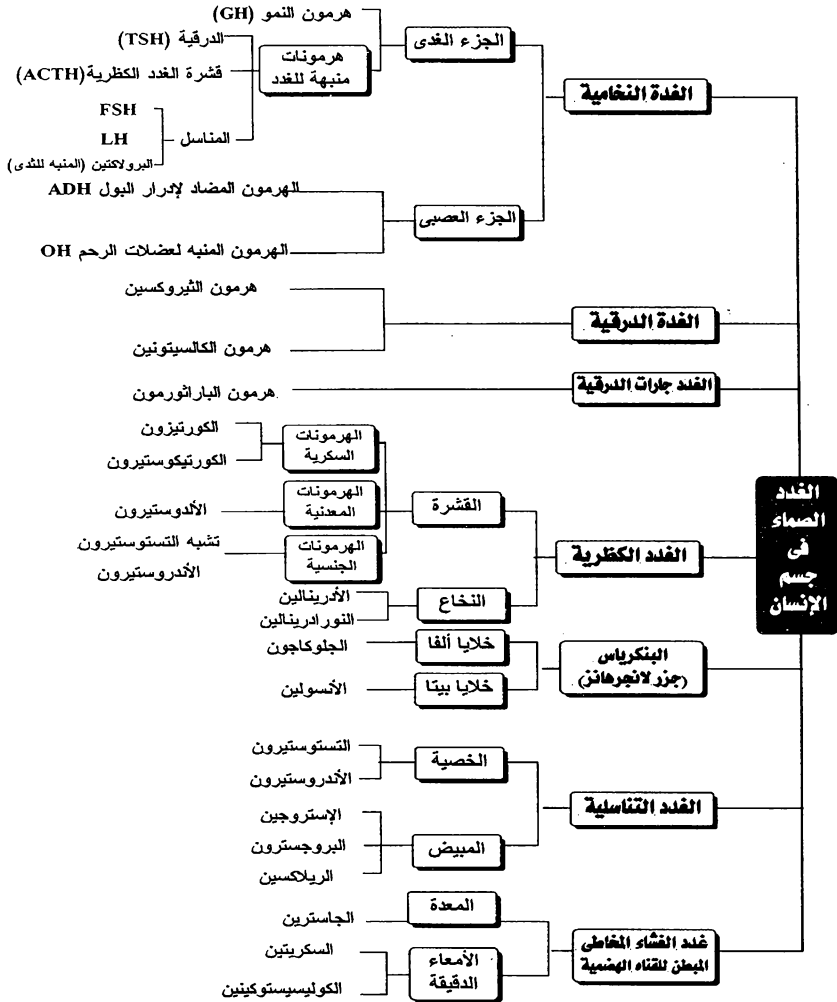 الغدد
الصماء
فى
جسم
الإنسان
الغدة النخامية
الجزء الغدى
هرمون النمو (GH)
هرمونات
منبهة للغدد
الدرقية (TSH)
قشرة الغدد الكظرية (ACTH)
المناسل
FSH
LH
البرولاكتين (المنبه للثدى)
الجزء العصبى
الهرمون المضاد لإدرار البول ADH
الهرمون المنبه لعضلات الرحم OH
الغدة الدرقية
هرمون الثيروكسين
هرمون الكالسيتونين
الغدد جارات الدرقية
هرمون الباراثورمون
الغدد الكظرية
القشرة
الهرمونات
السكرية
الكورتيزون
الكورتيكوستيرون
الهرمونات
المعدنية
الألدوستيرون
الهرمونات
الجنسية
تشبه التستوستيرون
الأندروستيرون
النخاع
الأدرينالين
النورادرينالين
البنكرياس
(جزر لانجرهانز)
خلايا ألفا
الجلوكاجون
خلايا بيتا
الأنسولين
الغدد التناسلية
الخصية
التستوستيرون
الأندروستيرون
المبيض
الإستروجين
البروجسترون
الريلاكسين
غدد الغشاء المخاطى
المبطن للقناه الهضمية
المعدة
الجاسترين
الأمعاء
الدقيقة
السكريتين
الكوليسيستوكينين